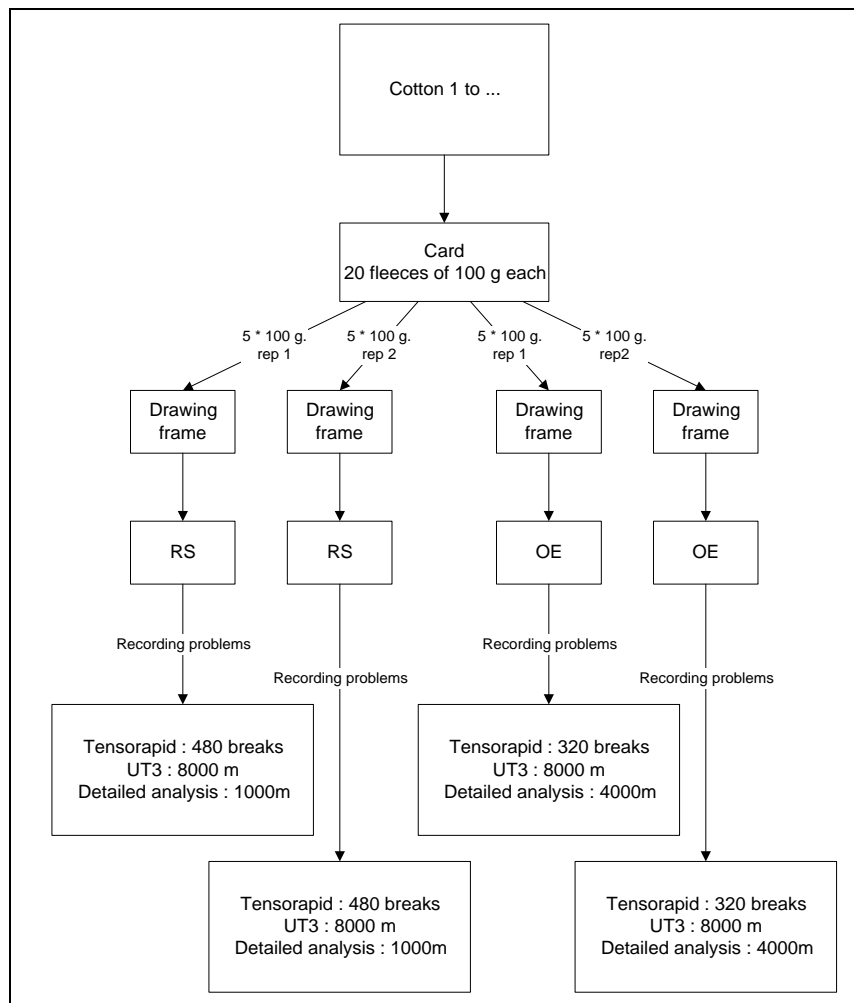 Cotton 1 to ...
Card
20 fleeces of 100 g each
5 * 100 g.
rep 1
5 * 100 g.
rep 2
5 * 100 g.
rep 1
5 * 100 g.
rep2
Drawing
frame
Drawing
frame
Drawing
frame
Drawing
frame
RS
RS
OE
OE
Recording problems
Recording problems
Recording problems
Recording problems
Tensorapid : 480 breaks
UT3 : 8000 m
Detailed analysis : 1000m
Tensorapid : 320 breaks
UT3 : 8000 m
Detailed analysis : 4000m
Tensorapid : 480 breaks
UT3 : 8000 m
Detailed analysis : 1000m
Tensorapid : 320 breaks
UT3 : 8000 m
Detailed analysis : 4000m